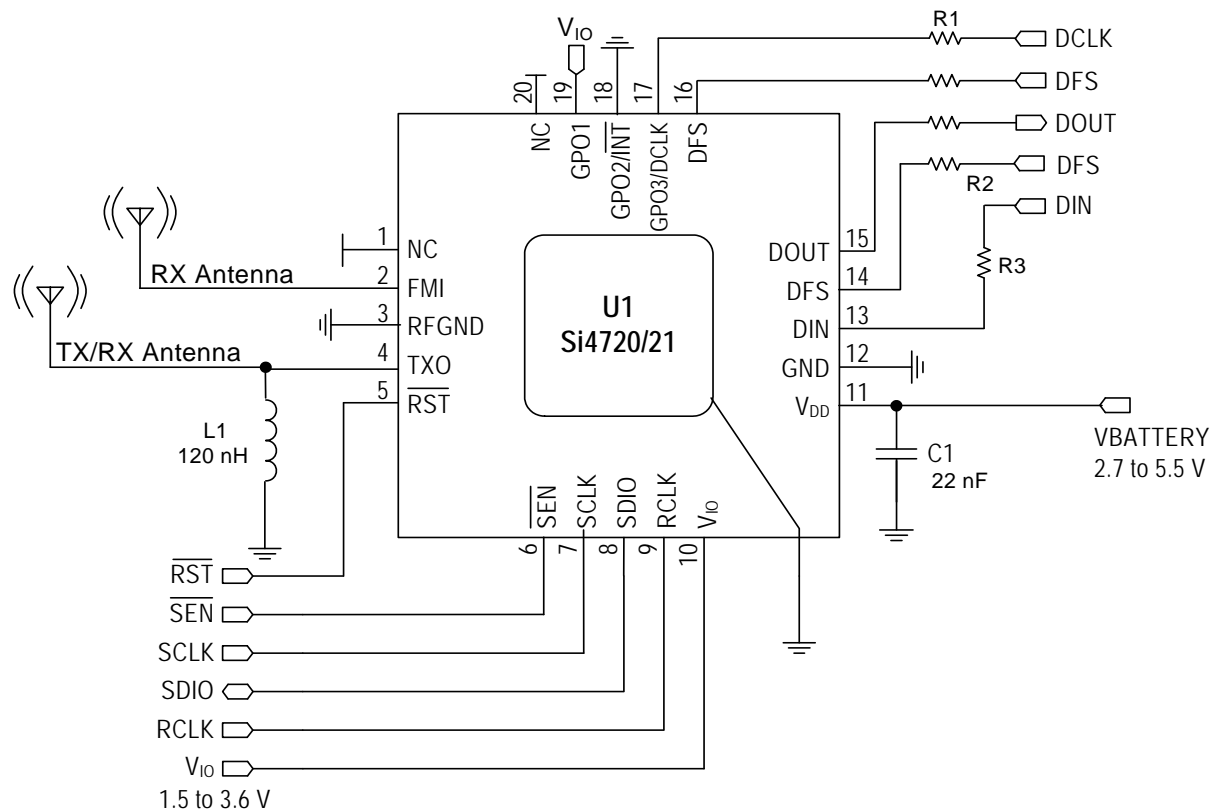 R1
DCLK
V_IO
DFS
20
19
18
17
16
DOUT
NC
GPO1
GPO2/INT
GPO3/DCLK
DFS
DFS
R2
DIN
1
NC
DOUT
15
R3
RX Antenna
2
FMI
DFS
14
3
RFGND
U1
Si4720/21
DIN
13
TX/RX Antenna
4
TXO
GND
12
5
RST
V_DD
11
L1
120 nH
VBATTERY
2.7 to 5.5 V
C1
22 nF
SEN
SCLK
SDIO
RCLK
V_IO
6
7
8
9
10
RST
SEN
SCLK
SDIO
RCLK
V_IO
1.5 to 3.6 V